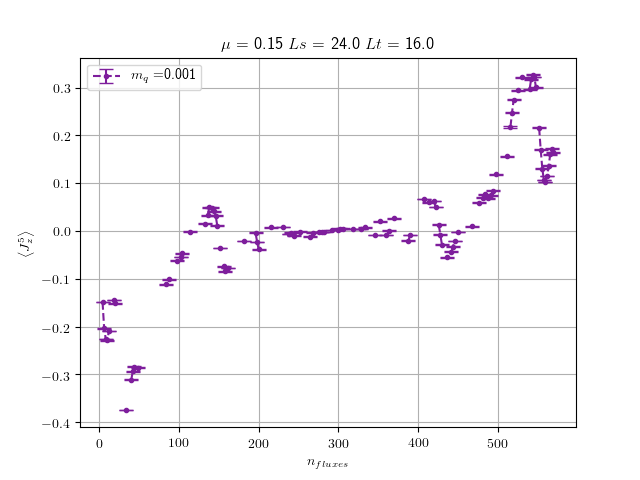 μ = 0.15 Ls = 24.0 Lt = 16.0
m_q =0.001
⟨J_z^5⟩
0.3
0.2
0.1
0.0
−0.1
−0.2
−0.3
−0.4
0 100 200 300 400 500
n_fluxes